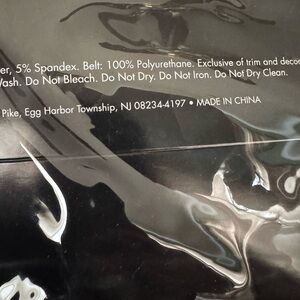 er, 5% Spandex. Belt: 100% Polyurethane. Exclusive of trim and deco
Wash. Do Not Bleach. Do Not Dry. Do Not Iron. Do Not Dry Clean.
Pike, Egg Harbor Township, NJ 08234-4197 • MADE IN CHINA